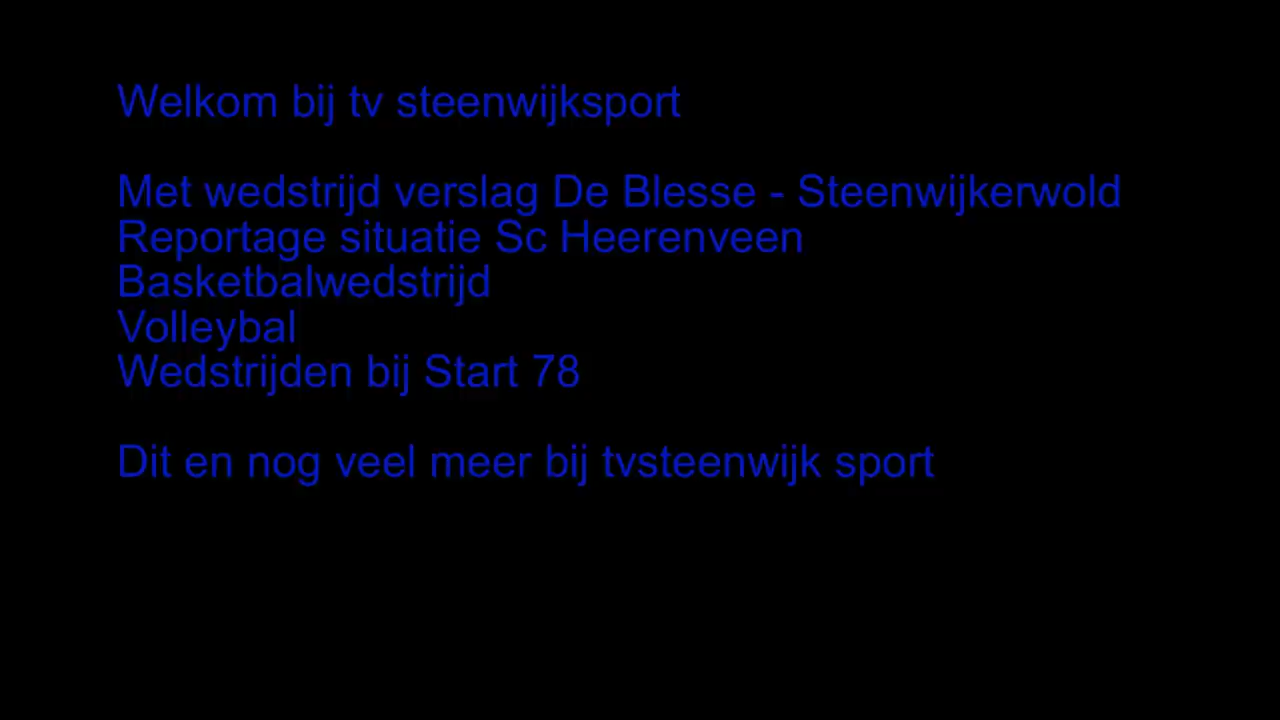 Welkom bij tv steenwijksport
Met wedstrijd verslag De Blesse - Steenwijkerwold
Reportage situatie Sc Heerenveen
Basketbalwedstrijd
Volleybal
Wedstrijden bij Start 78
Dit en nog veel meer bij tvsteenwijk sport